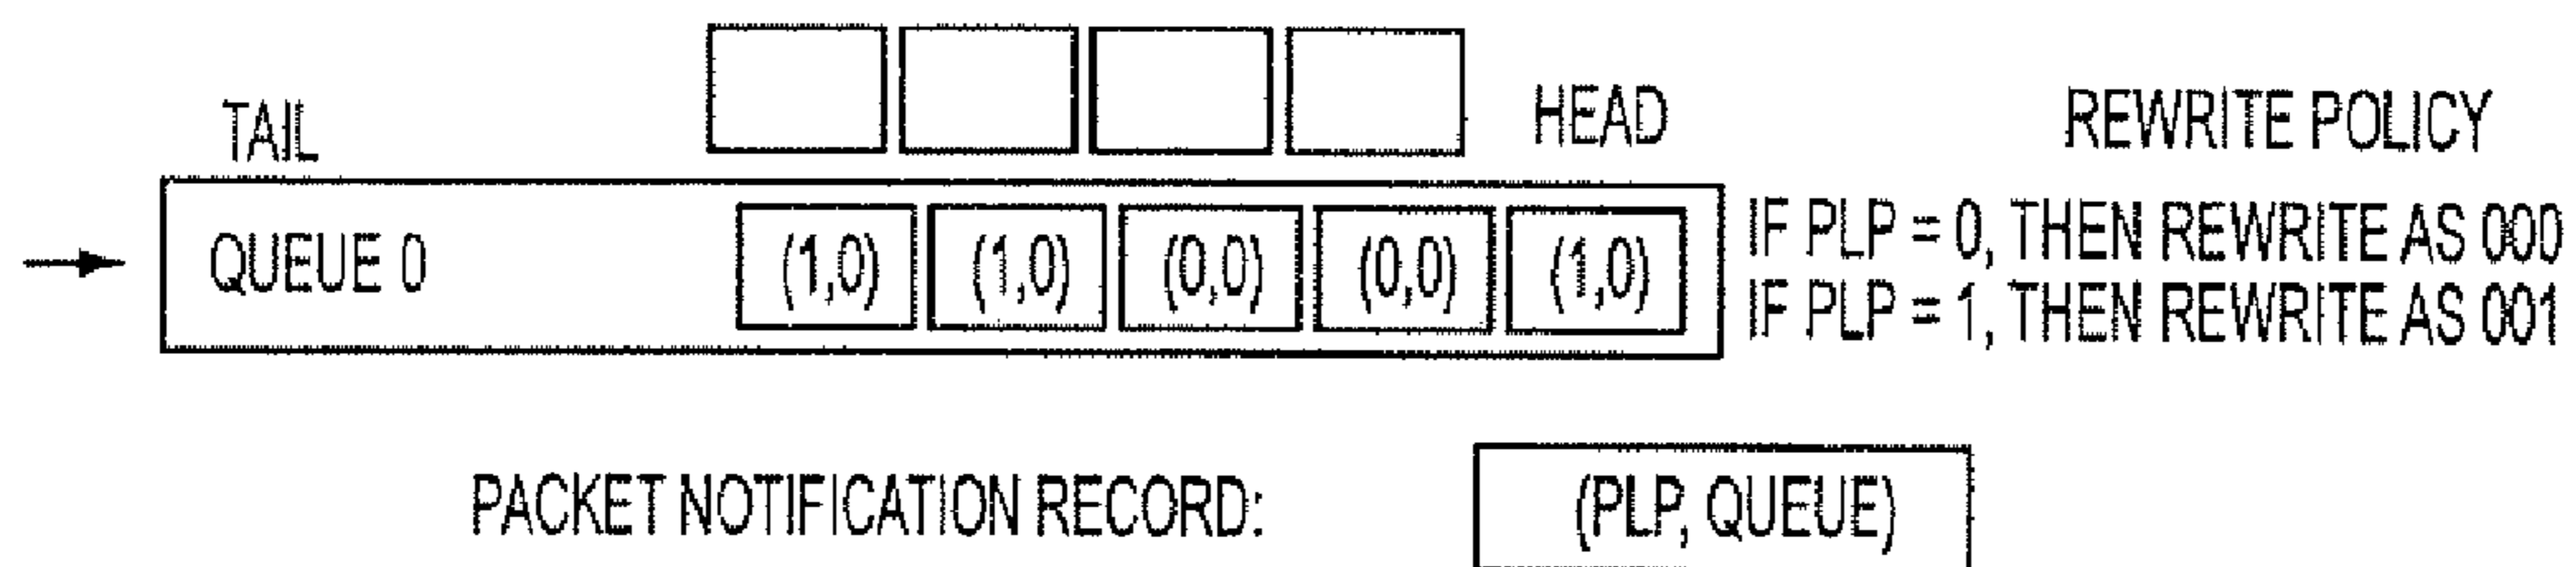 TAIL HEAD REWRITE POLICY
QUEUE 0 (1,0) (1,0) (0,0) (0,0) (1,0)
IF PLP = 0, THEN REWRITE AS 000
IF PLP = 1, THEN REWRITE AS 001
PACKET NOTIFICATION RECORD: (PLP, QUEUE)